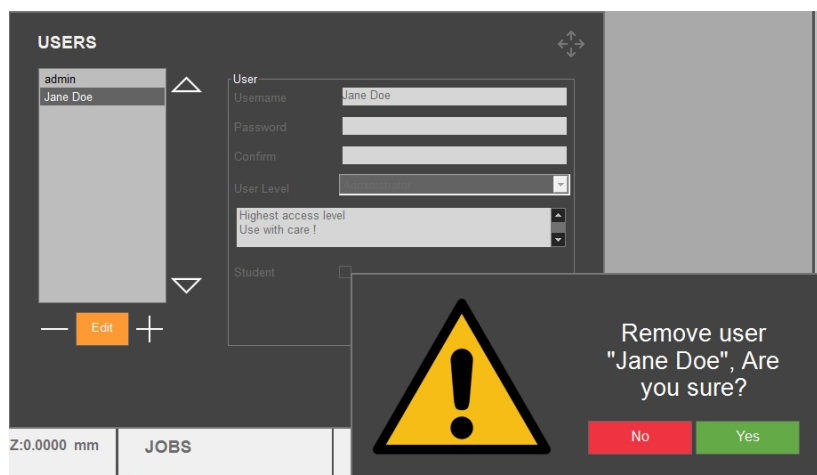 USERS
admin
Jane Doe
User
Username
Jane Doe
Password
Confirm
User Level
Administrator
Highest access level
Use with care !
Student
Edit
Remove user
"Jane Doe", Are
you sure?
No
Yes
Z:0.0000 mm
JOBS